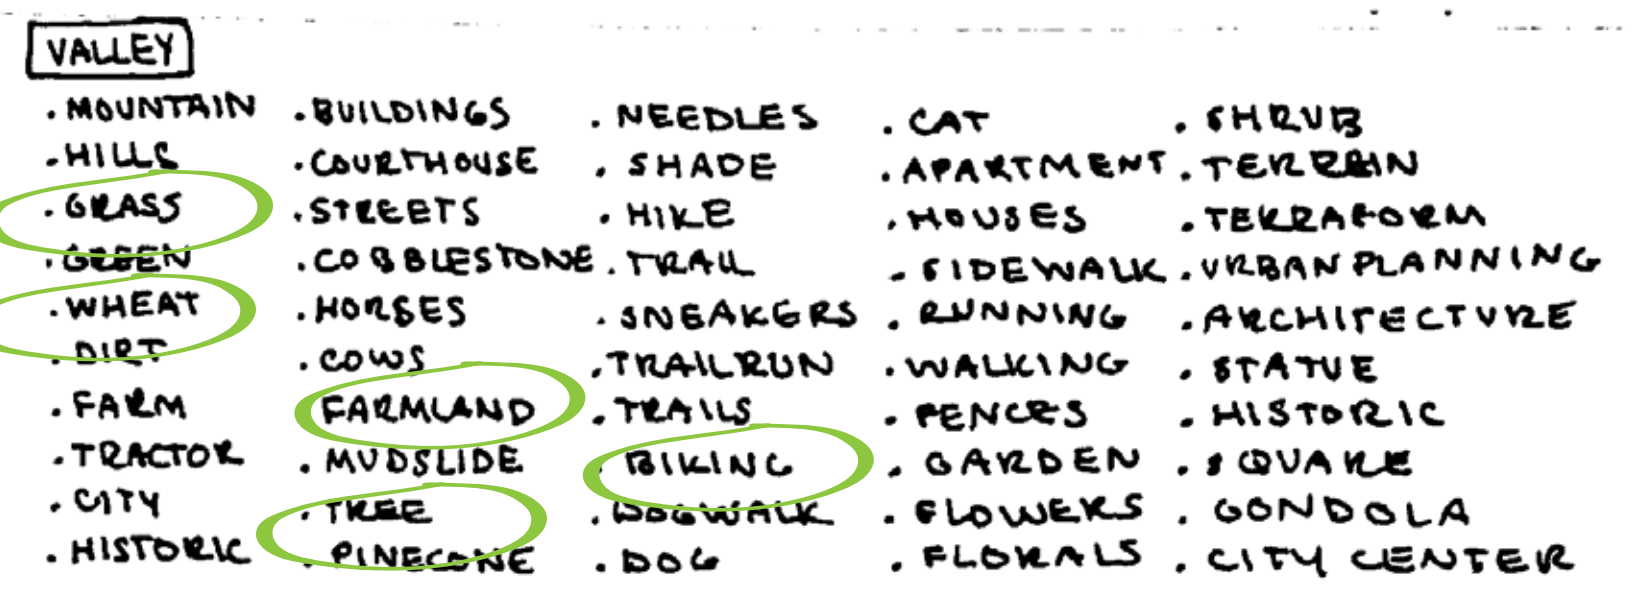 VALLEY
. MOUNTAIN
. HILLS
. GRASS
. GREEN
. WHEAT
. DIRT
. FARM
. TRACTOR
. CITY
. HISTORIC
. BUILDINGS
. COURTHOUSE
. STREETS
. COBBLESTONE
. HORSES
. COWS
FARMLAND
. MUDSLIDE
. TREE
. PINECONE
. NEEDLES
. SHADE
. HIKE
. TRAIL
. SNEAKERS
. TRAILRUN
. TRAILS
. BIKING
. DOGWALK
. DOG
. CAT
. APARTMENT
. HOUSES
. SIDEWALK
. RUNNING
. WALKING
. FENCES
. GARDEN
. FLOWERS
. FLORALS
. SHRUB
. TERRAIN
. TERRAFORM
. URBAN PLANNING
. ARCHITECTURE
. STATUE
. HISTORIC
. SQUARE
. GONDOLA
. CITY CENTER